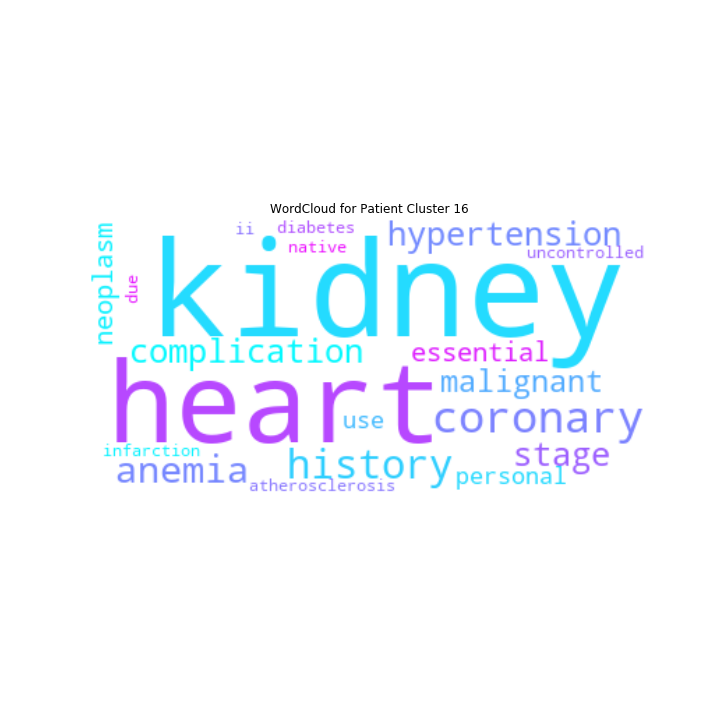 WordCloud for Patient Cluster 16
ii
diabetes
hypertension
native
uncontrolled
neoplasm
due
kidney
complication
essential
heart
malignant
use
coronary
history
stage
infarction
anemia
personal
atherosclerosis